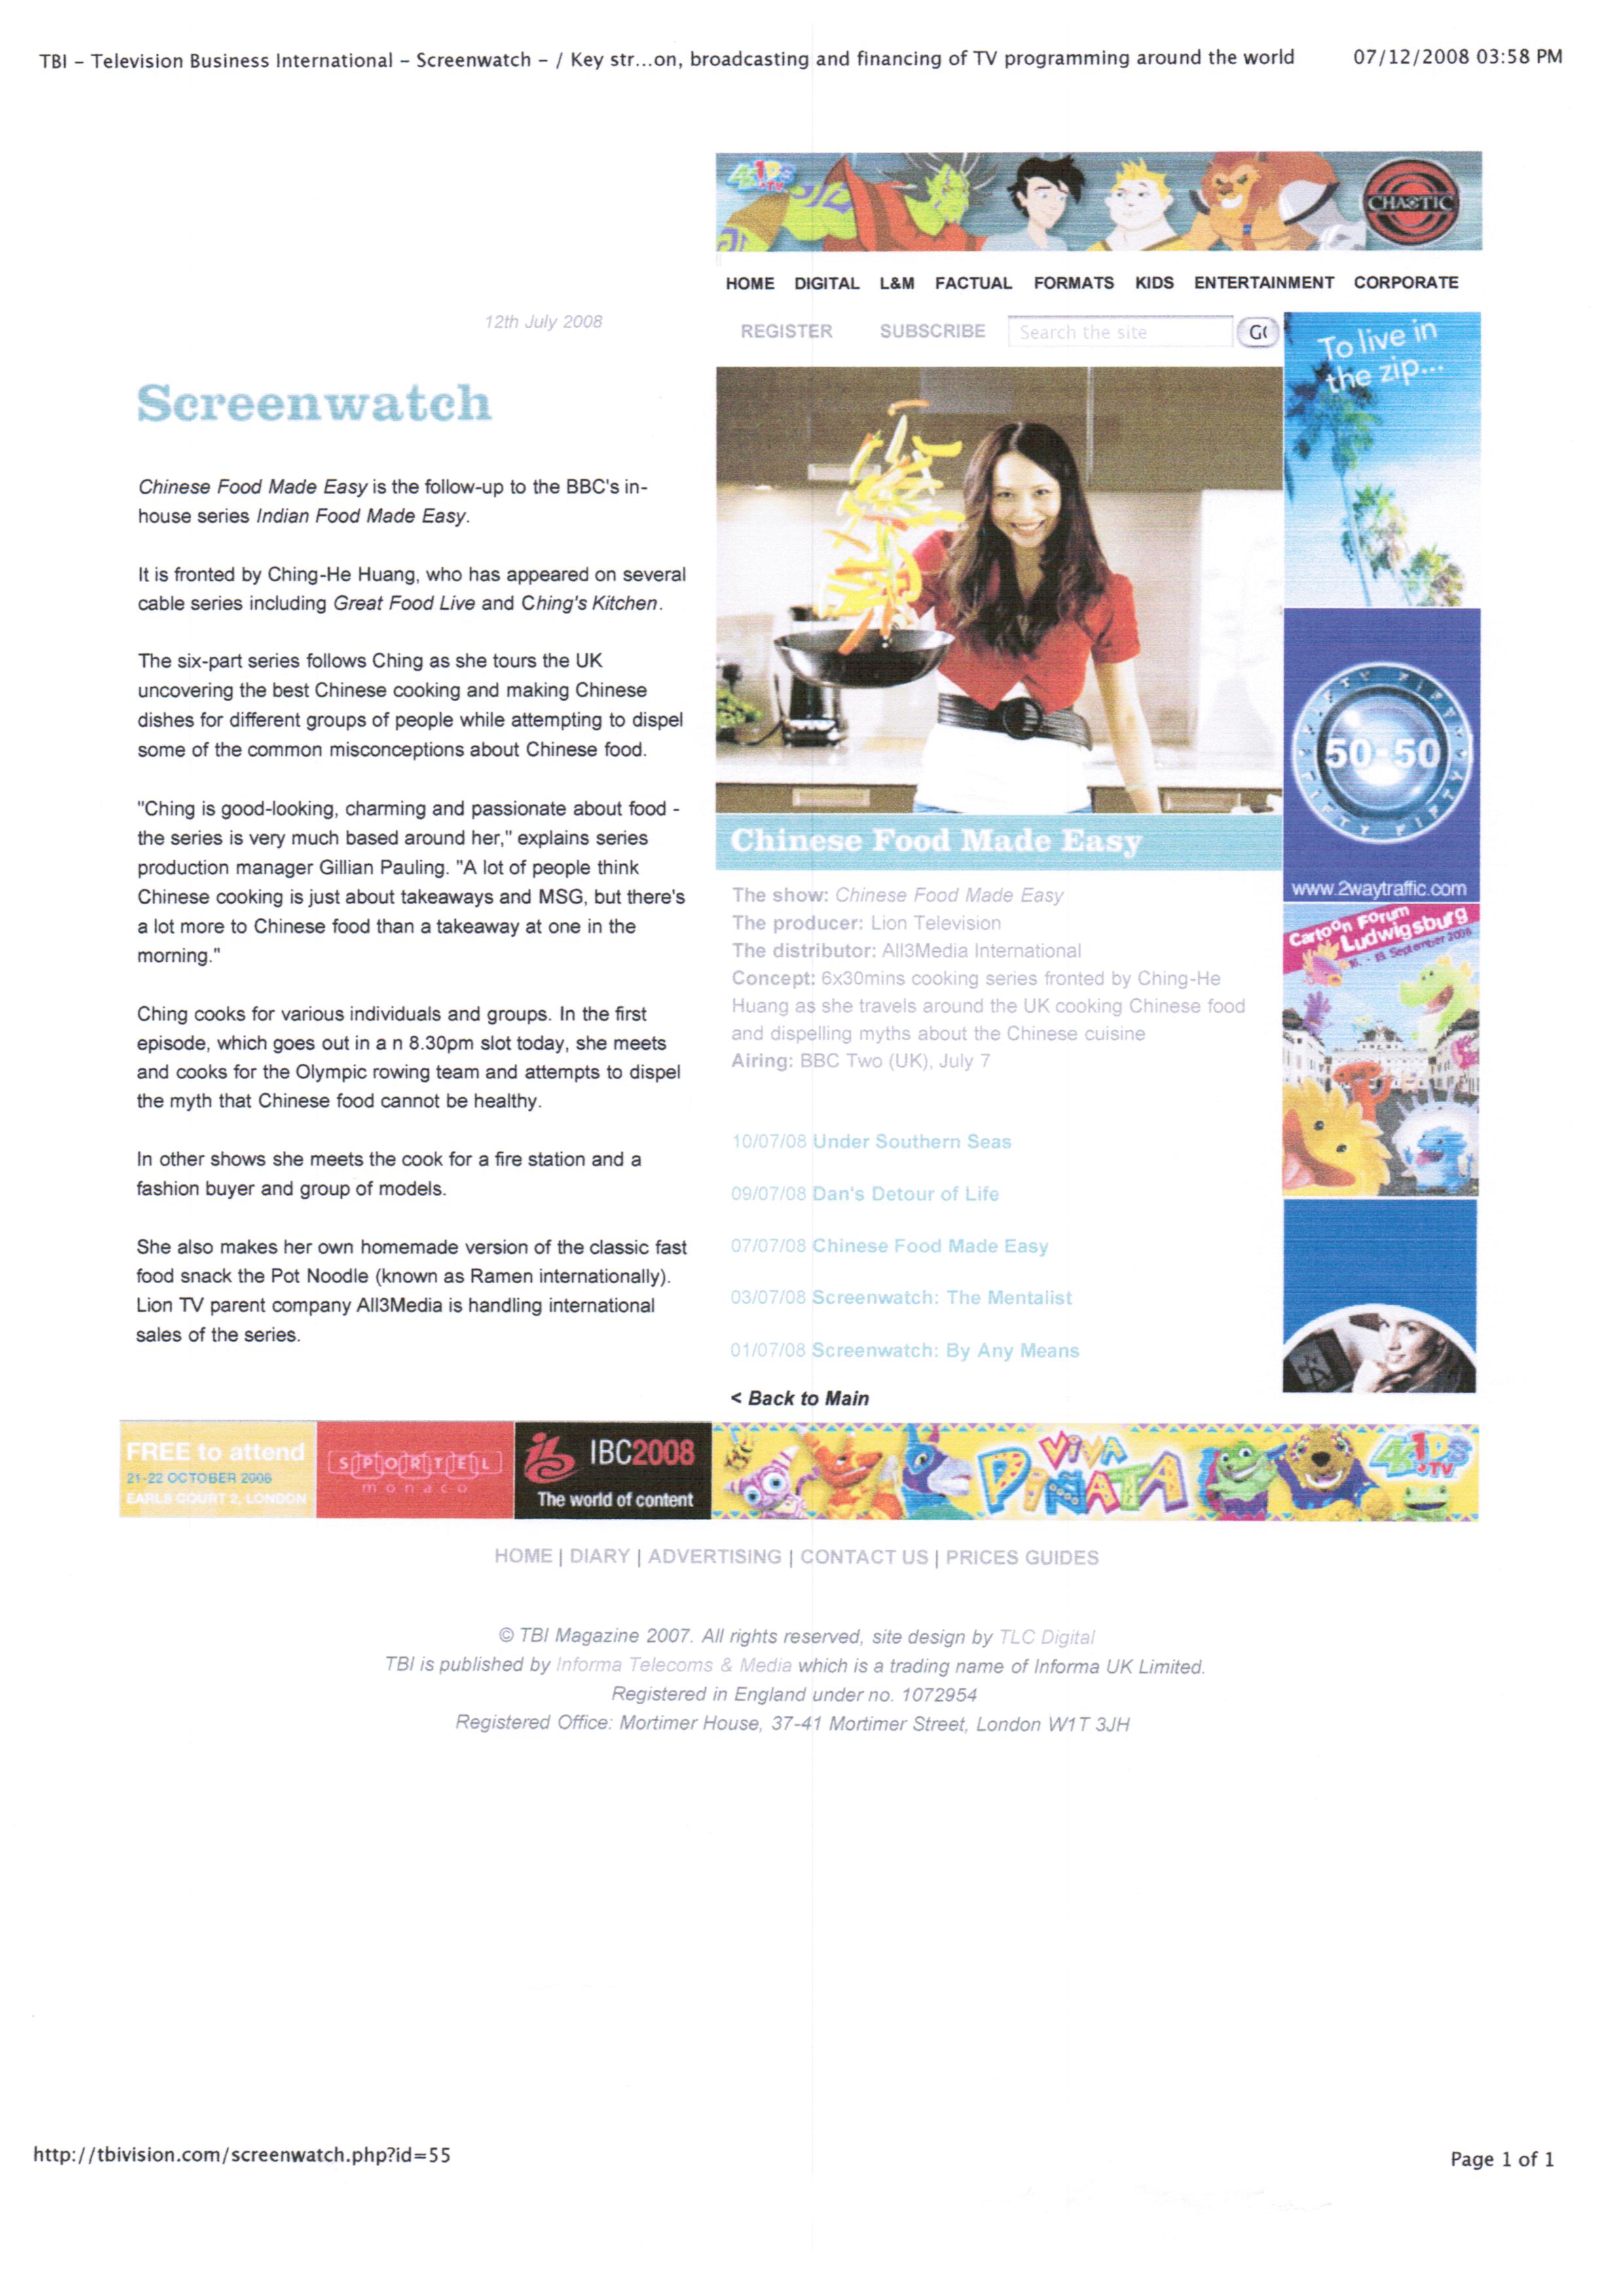 TBI – Television Business International – Screenwatch – / Key str...on, broadcasting and financing of TV programming around the world 07/12/2008 03:58 PM
4KIDS
.TV
CHAOTIC
HOME DIGITAL L&M FACTUAL FORMATS KIDS ENTERTAINMENT CORPORATE
12th July 2008
REGISTER SUBSCRIBE Search the site
Screenwatch
Chinese Food Made Easy is the follow-up to the BBC's in-
house series Indian Food Made Easy.
It is fronted by Ching-He Huang, who has appeared on several
cable series including Great Food Live and Ching's Kitchen.
The six-part series follows Ching as she tours the UK
uncovering the best Chinese cooking and making Chinese
dishes for different groups of people while attempting to dispel
some of the common misconceptions about Chinese food.
"Ching is good-looking, charming and passionate about food -
the series is very much based around her," explains series
production manager Gillian Pauling. "A lot of people think
Chinese cooking is just about takeaways and MSG, but there's
a lot more to Chinese food than a takeaway at one in the
morning."
Ching cooks for various individuals and groups. In the first
episode, which goes out in a n 8.30pm slot today, she meets
and cooks for the Olympic rowing team and attempts to dispel
the myth that Chinese food cannot be healthy.
In other shows she meets the cook for a fire station and a
fashion buyer and group of models.
She also makes her own homemade version of the classic fast
food snack the Pot Noodle (known as Ramen internationally).
Lion TV parent company All3Media is handling international
sales of the series.
Chinese Food Made Easy
The show: Chinese Food Made Easy
The producer: Lion Television
The distributor: All3Media International
Concept: 6x30mins cooking series fronted by Ching-He
Huang as she travels around the UK cooking Chinese food
and dispelling myths about the Chinese cuisine
Airing: BBC Two (UK), July 7
10/07/08 Under Southern Seas
09/07/08 Dan's Detour of Life
07/07/08 Chinese Food Made Easy
03/07/08 Screenwatch: The Mentalist
01/07/08 Screenwatch: By Any Means
< Back to Main
To live in
the zip...
FIFTY FIFTY
50-50
FIFTY FIFTY
www.2waytraffic.com
Cartoon Forum
Ludwigsburg
16. - 19. September 2008
FREE to attend
21-22 OCTOBER 2008
EARLS COURT 2, LONDON
SPORTEL
monaco
IBC2008
The world of content
VIVA
PIÑATA
4KIDS
.TV
HOME | DIARY | ADVERTISING | CONTACT US | PRICES GUIDES
© TBI Magazine 2007. All rights reserved, site design by TLC Digital
TBI is published by Informa Telecoms & Media which is a trading name of Informa UK Limited.
Registered in England under no. 1072954
Registered Office: Mortimer House, 37-41 Mortimer Street, London W1T 3JH
http://tbivision.com/screenwatch.php?id=55
Page 1 of 1